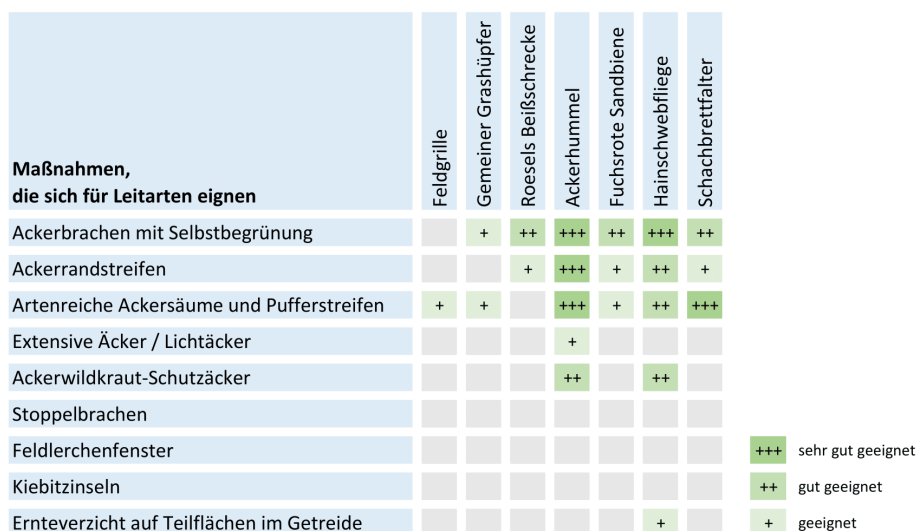 Maßnahmen,
die sich für Leitarten eignen
Feldgrille
Gemeiner Grashüpfer
Roesels Beißschrecke
Ackerhummel
Fuchsrote Sandbiene
Hainschwebfliege
Schachbrettfalter
Ackerbrachen mit Selbstbegrünung + ++ +++ ++ +++ ++
Ackerrandstreifen + +++ + ++ +
Artenreiche Ackersäume und Pufferstreifen + + +++ + ++ +++
Extensive Äcker / Lichtäcker +
Ackerwildkraut-Schutzäcker ++ ++
Stoppelbrachen
Feldlerchenfenster
Kiebitzinseln
Ernteverzicht auf Teilflächen im Getreide +
+++ sehr gut geeignet
++ gut geeignet
+ geeignet